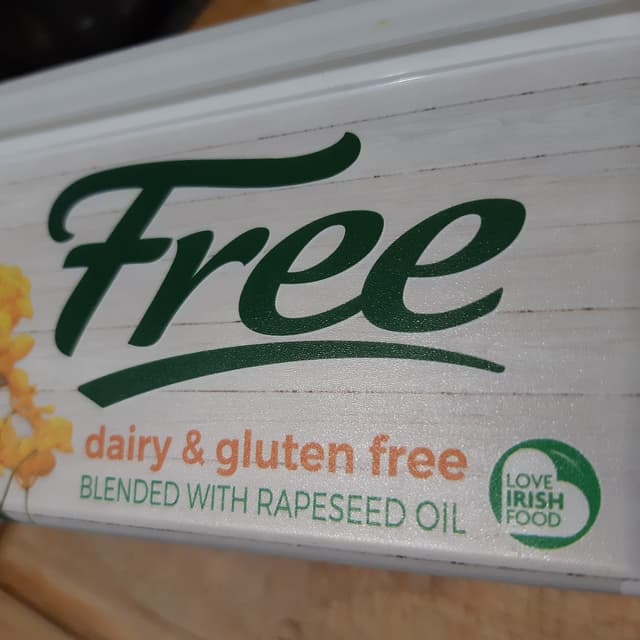 Free
dairy & gluten free
BLENDED WITH RAPESEED OIL
LOVE
IRISH
FOOD